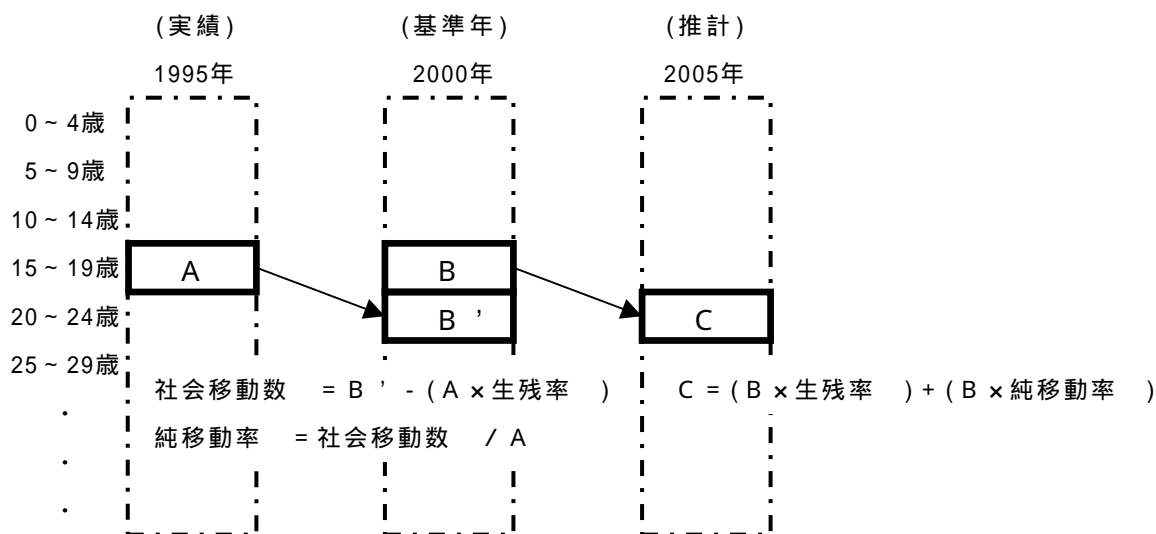 (実績) (基準年) (推計)
1995年 2000年 2005年
0~4歳
5~9歳
10~14歳
15~19歳 A B
20~24歳 B ’ C
25~29歳
社会移動数 =B ’ -(A×生残率 ) C=(B×生残率 )+(B×純移動率 )
・
純移動率 =社会移動数 /A
・
・